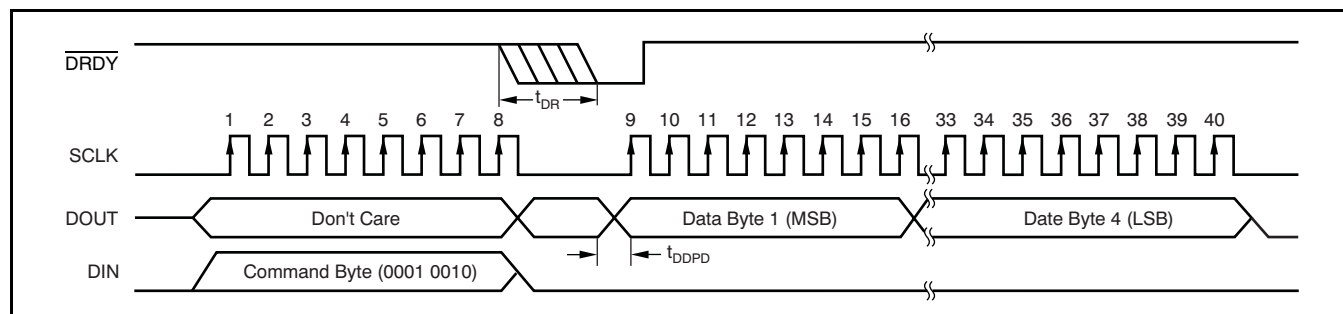 DRDY
tDR
1 2 3 4 5 6 7 8 9 10 11 12 13 14 15 16 33 34 35 36 37 38 39 40
SCLK
DOUT Don't Care Data Byte 1 (MSB) Date Byte 4 (LSB)
tDDPD
DIN Command Byte (0001 0010)